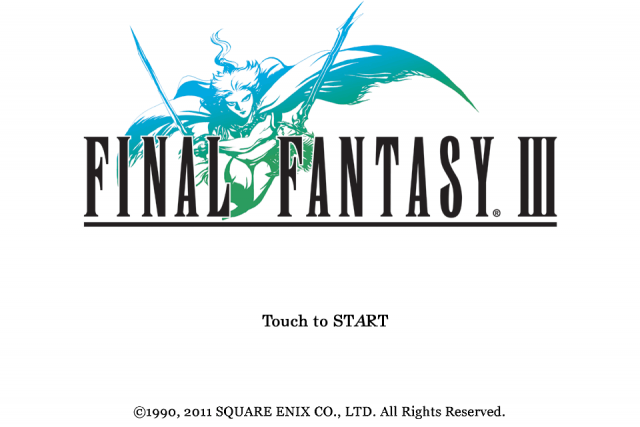 FINAL FANTASY® III
Touch to START
©1990, 2011 SQUARE ENIX CO., LTD. All Rights Reserved.